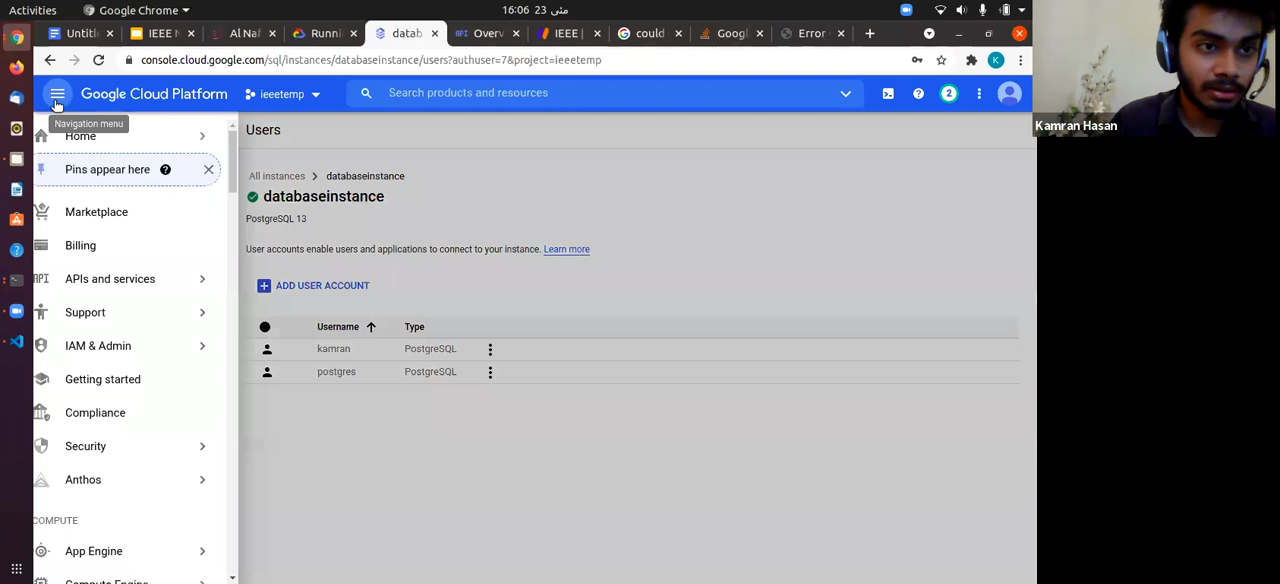 Activities
Google Chrome
16:06 23 مئی
Untitle
IEEE N
Al Naf
Runni
datab
Overv
IEEE |
could
Googl
Error
console.cloud.google.com/sql/instances/databaseinstance/users?authuser=7&project=ieeetemp
K
Google Cloud Platform
ieeetemp
Search products and resources
2
Kamran Hasan
Navigation menu
Home
Pins appear here
Marketplace
Billing
API APIs and services
Support
IAM & Admin
Getting started
Compliance
Security
Anthos
COMPUTE
App Engine
Compute Engine
Users
All instances > databaseinstance
databaseinstance
PostgreSQL 13
User accounts enable users and applications to connect to your instance. Learn more
ADD USER ACCOUNT
Username Type
kamran PostgreSQL
postgres PostgreSQL